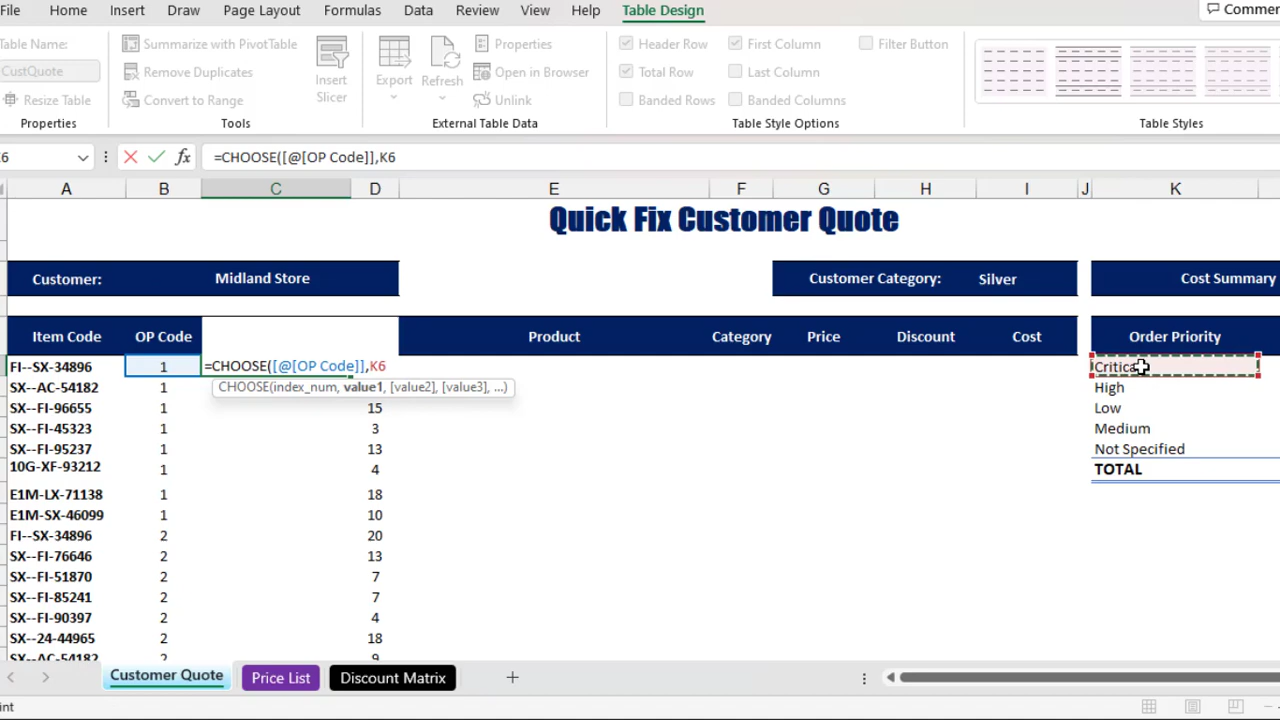 File Home Insert Draw Page Layout Formulas Data Review View Help Table Design Commen
Table Name: Summarize with PivotTable Properties Header Row First Column Filter Button
CustQuote Remove Duplicates Insert Slicer Export Refresh Open in Browser Total Row Last Column
Resize Table Convert to Range Unlink Banded Rows Banded Columns
Properties Tools External Table Data Table Style Options Table Styles
K6 fx =CHOOSE([@[OP Code]],K6
A B C D E F G H I J K
Quick Fix Customer Quote
Customer: Midland Store Customer Category: Silver Cost Summary
Item Code OP Code Product Category Price Discount Cost Order Priority
FI--SX-34896 1 =CHOOSE([@[OP Code]],K6 Critical
SX--AC-54182 1 CHOOSE(index_num, value1, [value2], [value3], ...) High
SX--FI-96655 1 15 Low
SX--FI-45323 1 3 Medium
SX--FI-95237 1 13 Not Specified
10G-XF-93212 1 4 TOTAL
E1M-LX-71138 1 18
E1M-SX-46099 1 10
FI--SX-34896 2 20
SX--FI-76646 2 13
SX--FI-51870 2 7
SX--FI-85241 2 7
SX--FI-90397 2 4
SX--24-44965 2 18
SX--AC-54182 2 9
Customer Quote Price List Discount Matrix